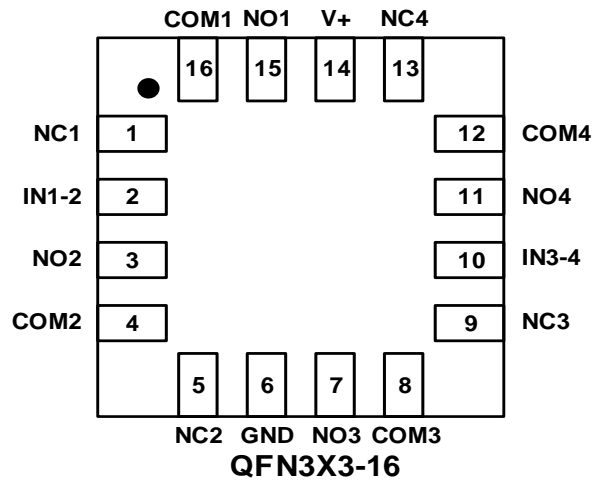 COM1 NO1 V+ NC4
16 15 14 13
NC1 1 12 COM4
IN1-2 2 11 NO4
NO2 3 10 IN3-4
COM2 4 9 NC3
5 6 7 8
NC2 GND NO3 COM3
QFN3X3-16